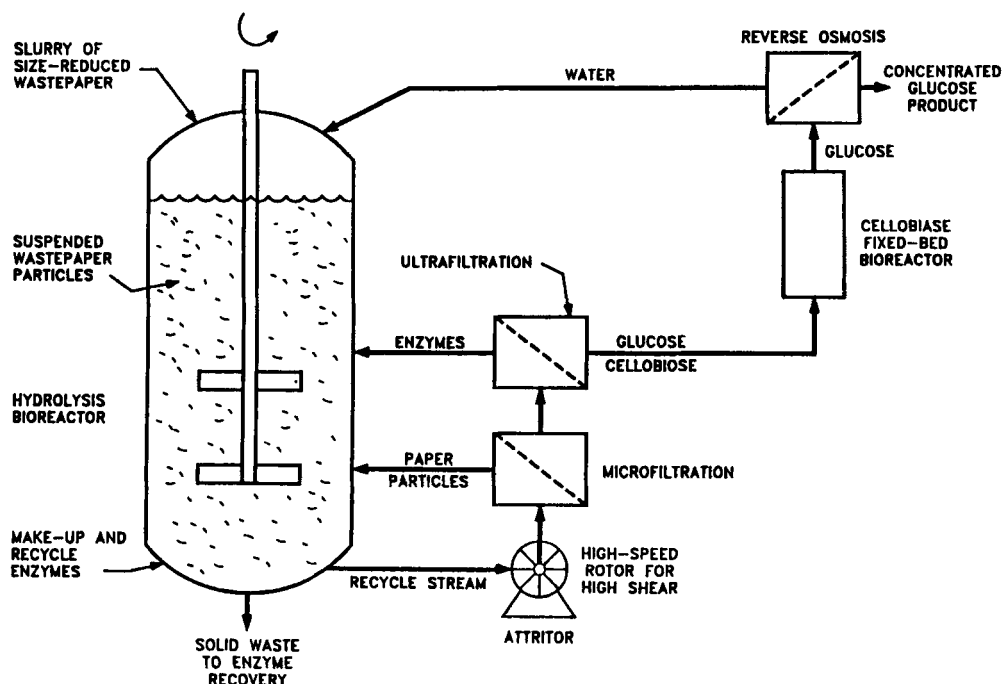 SLURRY OF
SIZE-REDUCED
WASTEPAPER
REVERSE OSMOSIS
WATER
CONCENTRATED
GLUCOSE
PRODUCT
GLUCOSE
CELLOBIASE
FIXED-BED
BIOREACTOR
SUSPENDED
WASTEPAPER
PARTICLES
ULTRAFILTRATION
ENZYMES
GLUCOSE
CELLOBIOSE
HYDROLYSIS
BIOREACTOR
PAPER
PARTICLES
MICROFILTRATION
MAKE-UP AND
RECYCLE
ENZYMES
RECYCLE STREAM
HIGH-SPEED
ROTOR FOR
HIGH SHEAR
ATTRITOR
SOLID WASTE
TO ENZYME
RECOVERY